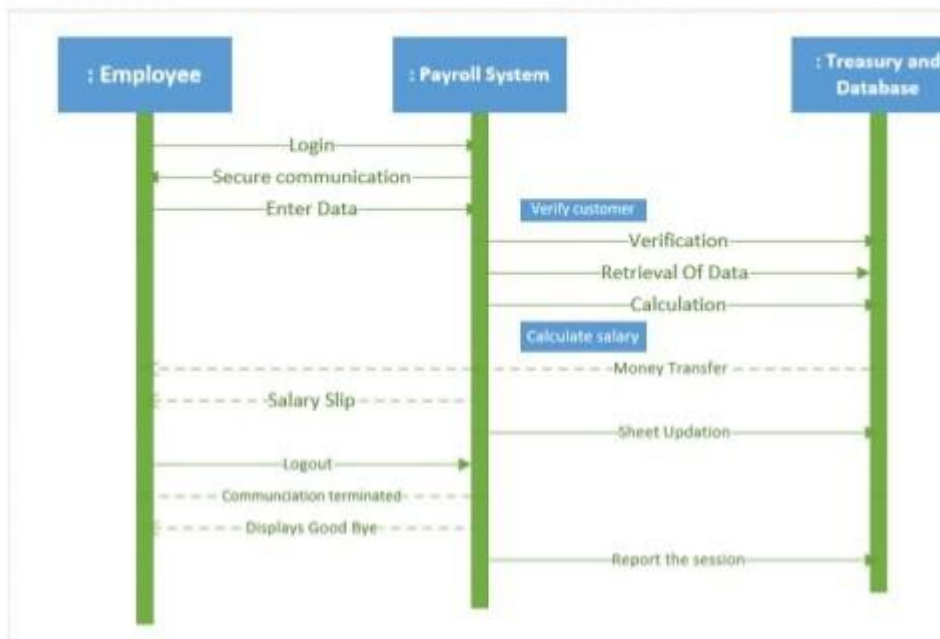 : Employee
: Payroll System
: Treasury and
Database
Login
Secure communication
Enter Data
Verify customer
Verification
Retrieval Of Data
Calculation
Calculate salary
Money Transfer
Salary Slip
Sheet Updation
Logout
Communciation terminated
Displays Good Bye
Report the session